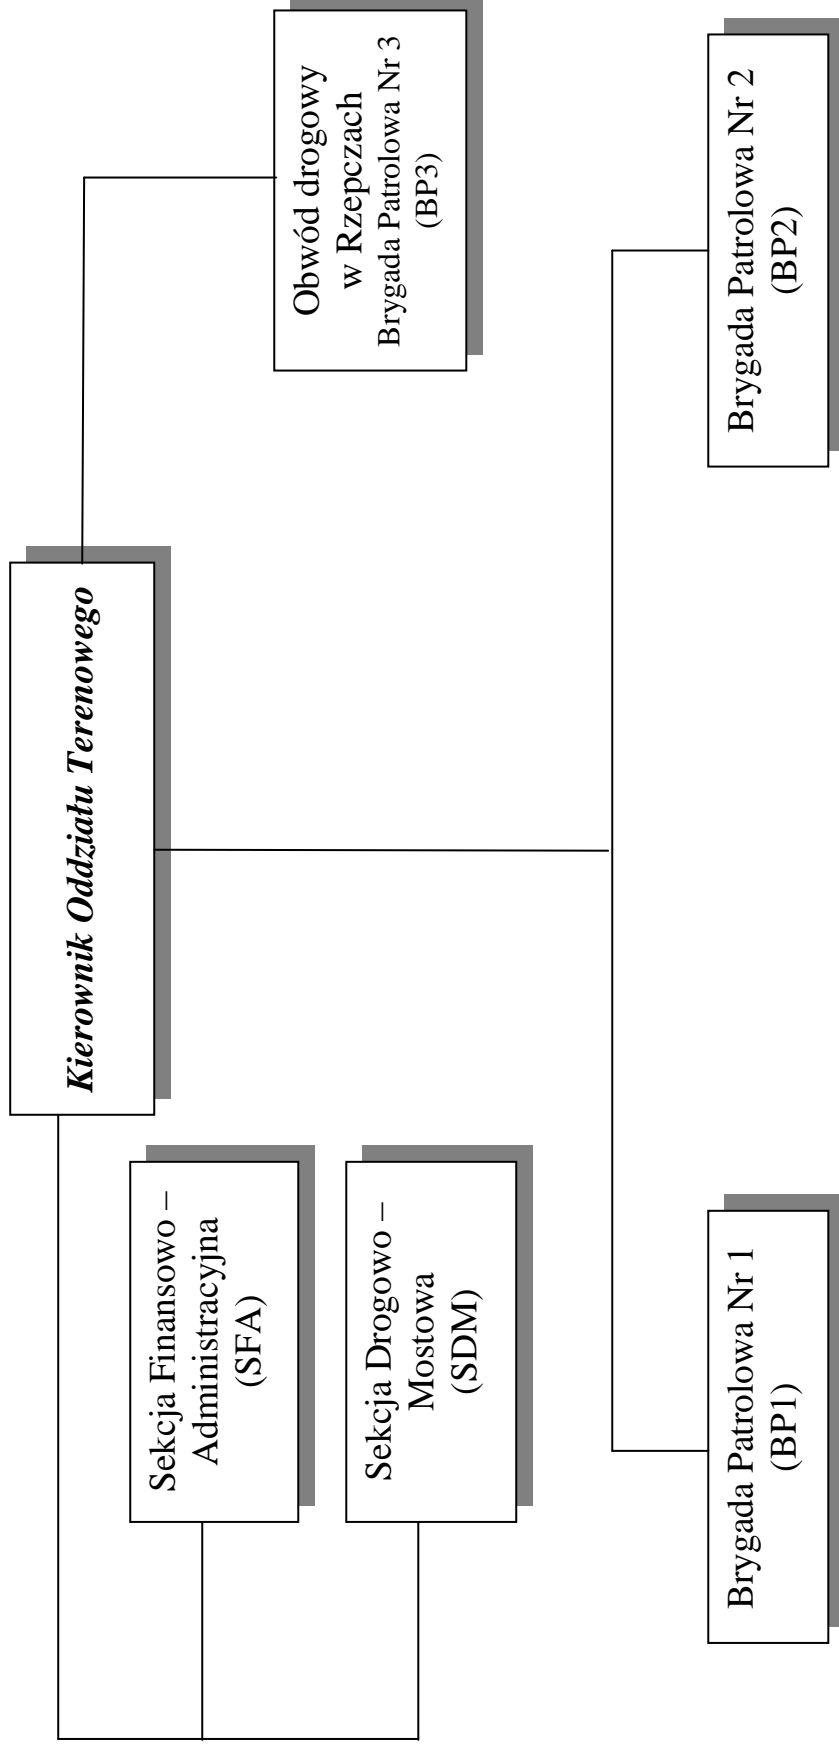 Kierownik Oddziału Terenowego
Sekcja Finansowo –
Administracyjna
(SFA)
Sekcja Drogowo –
Mostowa
(SDM)
Obwód drogowy
w Rzepczach
Brygada Patrolowa Nr 3
(BP3)
Brygada Patrolowa Nr 1
(BP1)
Brygada Patrolowa Nr 2
(BP2)